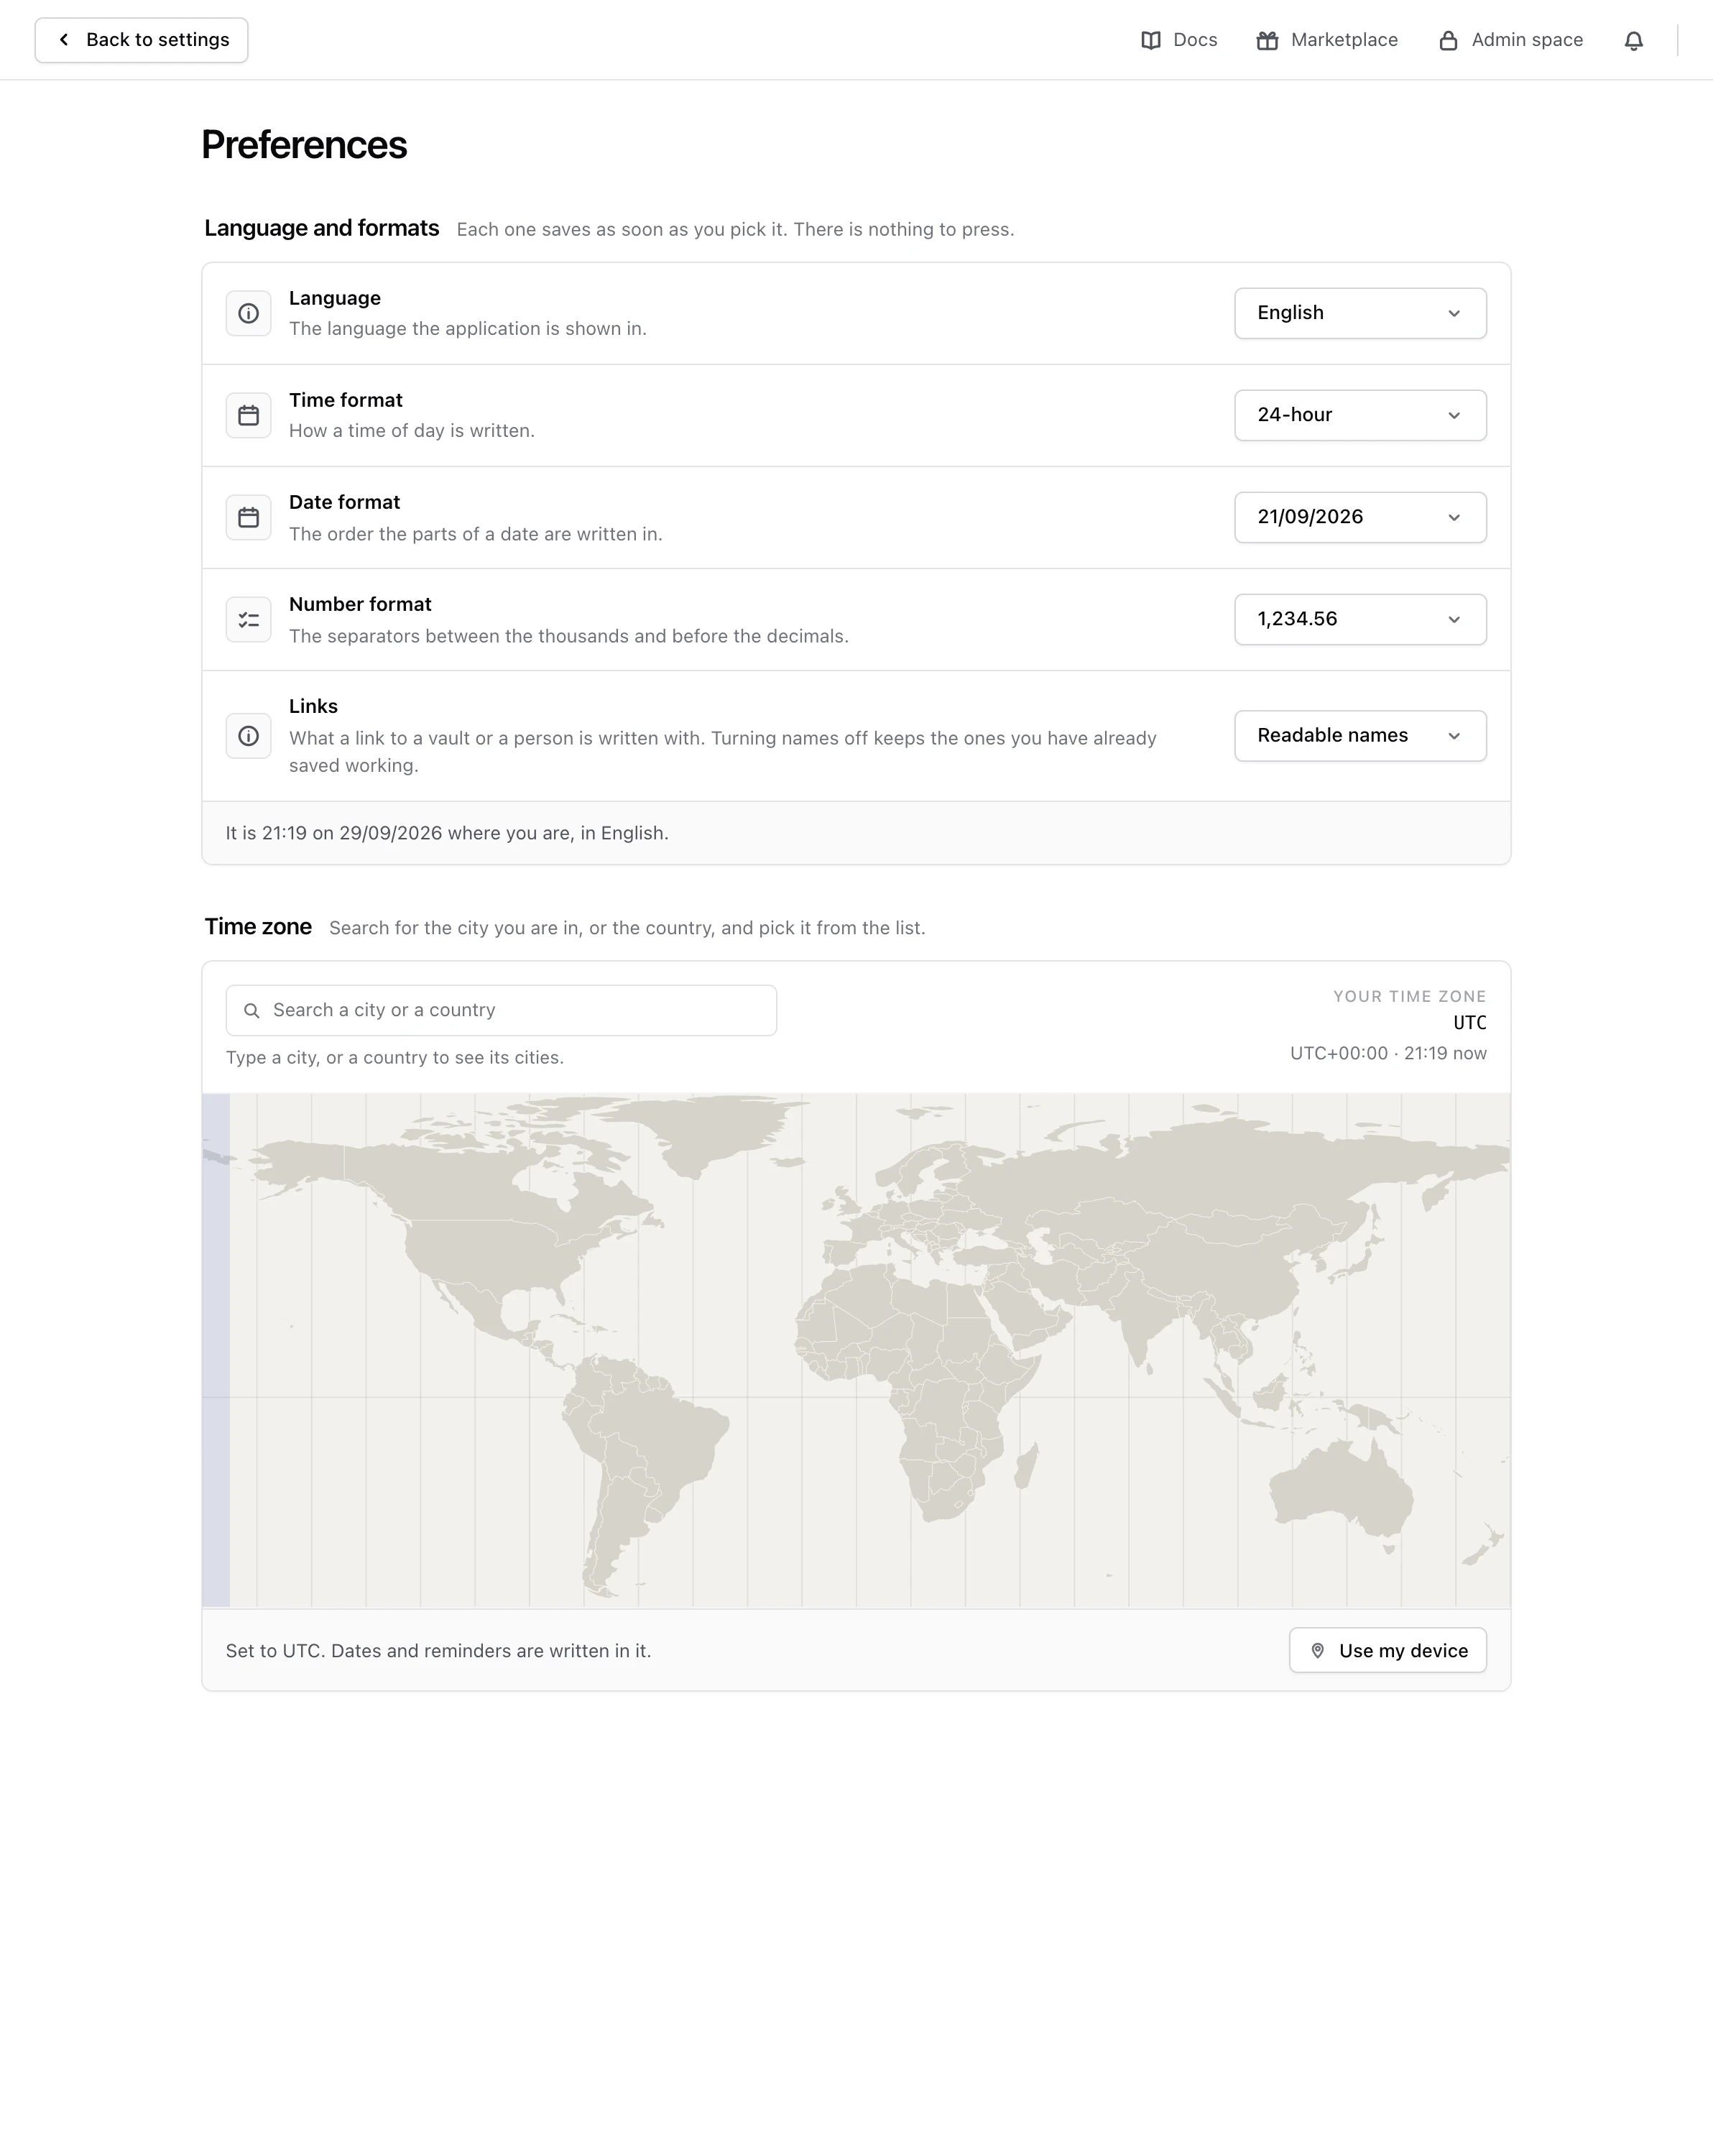 Back to settings
Docs
Marketplace
Admin space
Preferences
Language and formats
Each one saves as soon as you pick it. There is nothing to press.
Language
The language the application is shown in.
English
Time format
How a time of day is written.
24-hour
Date format
The order the parts of a date are written in.
21/09/2026
Number format
The separators between the thousands and before the decimals.
1,234.56
Links
What a link to a vault or a person is written with. Turning names off keeps the ones you have already
saved working.
Readable names
It is 21:19 on 29/09/2026 where you are, in English.
Time zone
Search for the city you are in, or the country, and pick it from the list.
Search a city or a country
Type a city, or a country to see its cities.
YOUR TIME ZONE
UTC
UTC+00:00 · 21:19 now
Set to UTC. Dates and reminders are written in it.
Use my device